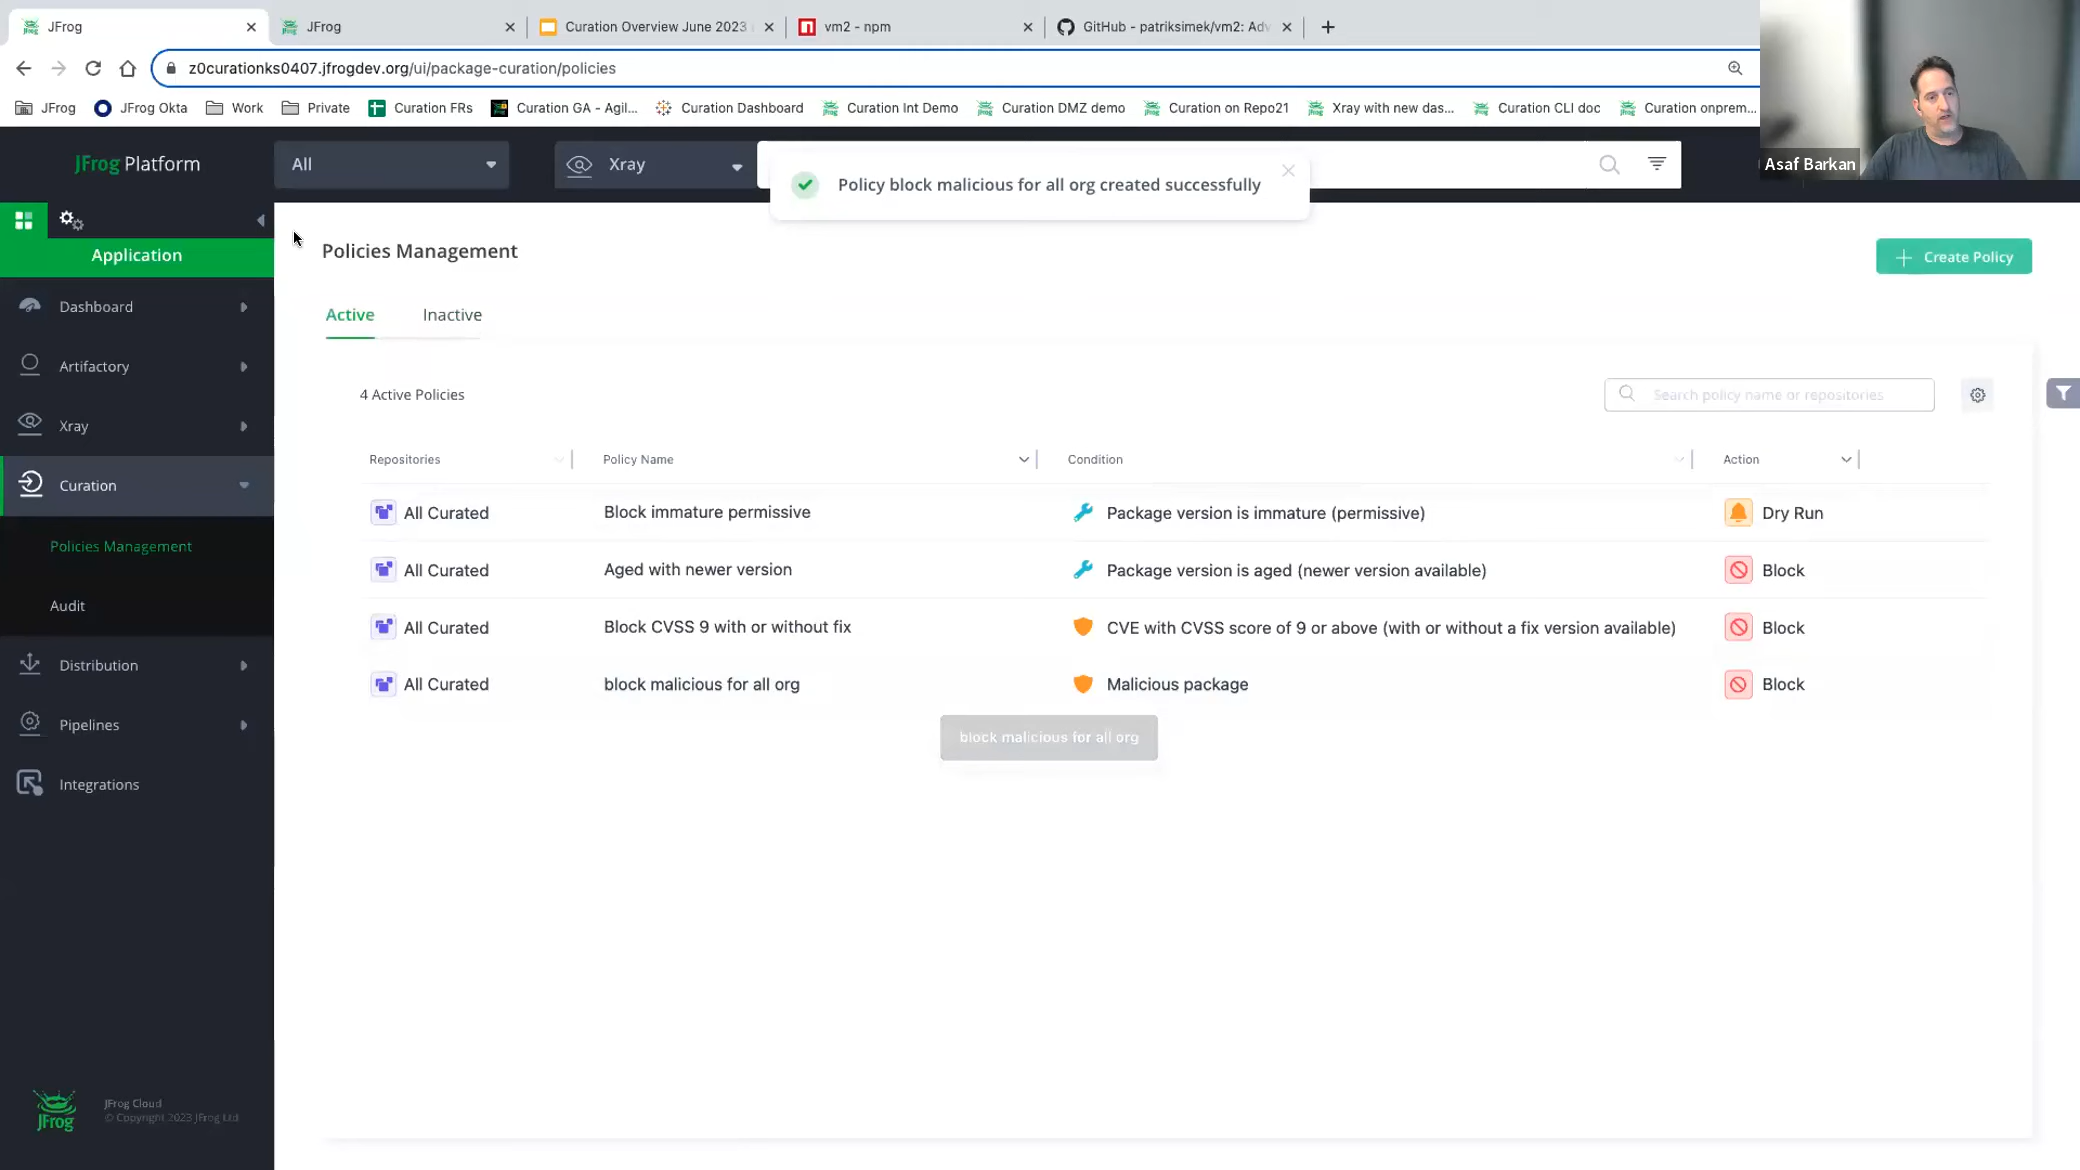 JFrog
JFrog
Curation Overview June 2023
vm2 - npm
GitHub - patriksimek/vm2: Adv
z0curationks0407.jfrogdev.org/ui/package-curation/policies
JFrog
JFrog Okta
Work
Private
Curation FRs
Curation GA - Agil...
Curation Dashboard
Curation Int Demo
Curation DMZ demo
Curation on Repo21
Xray with new das...
Curation CLI doc
Curation onprem...
Asaf Barkan
JFrog Platform
All
Xray
Policy block malicious for all org created successfully
Application
Dashboard
Artifactory
Xray
Curation
Policies Management
Audit
Distribution
Pipelines
Integrations
JFrog
JFrog Cloud
© Copyright 2023 JFrog Ltd
Policies Management
Create Policy
Active
Inactive
4 Active Policies
Search policy name or repositories
Repositories
Policy Name
Condition
Action
All Curated
Block immature permissive
Package version is immature (permissive)
Dry Run
All Curated
Aged with newer version
Package version is aged (newer version available)
Block
All Curated
Block CVSS 9 with or without fix
CVE with CVSS score of 9 or above (with or without a fix version available)
Block
All Curated
block malicious for all org
Malicious package
Block
block malicious for all org